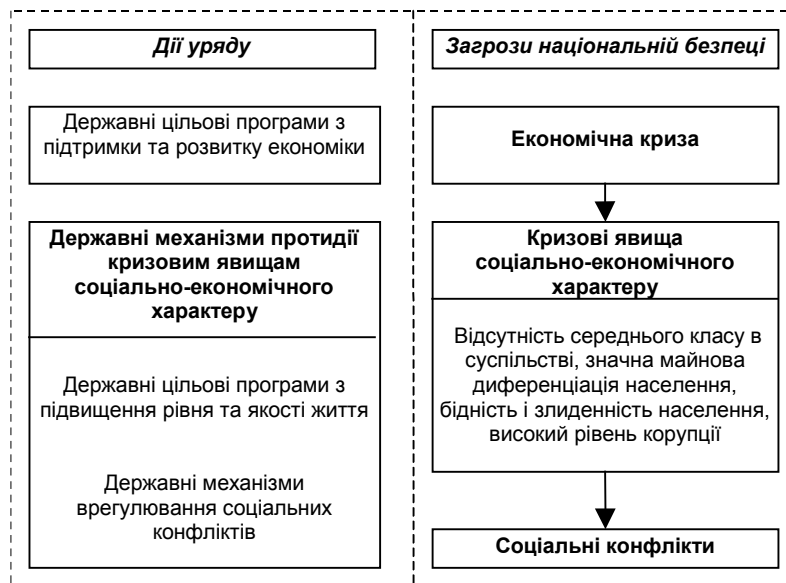 Дії уряду
Державні цільові програми з
підтримки та розвитку економіки
Державні механізми протидії
кризовим явищам
соціально-економічного
характеру
Державні цільові програми з
підвищення рівня та якості життя
Державні механізми
врегулювання соціальних
конфліктів
Загрози національній безпеці
Економічна криза
Кризові явища
соціально-економічного
характеру
Відсутність середнього класу в
суспільстві, значна майнова
диференціація населення,
бідність і злиденність населення,
високий рівень корупції
Соціальні конфлікти